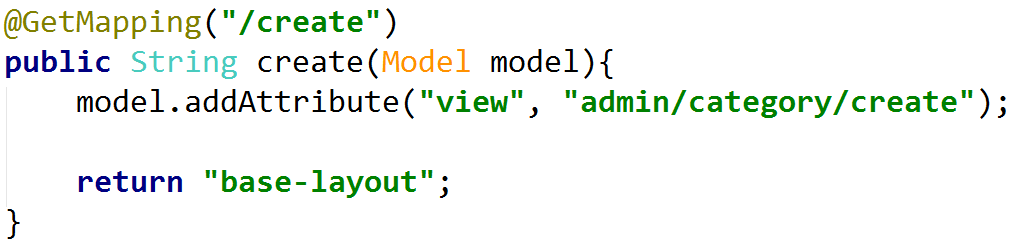 @GetMapping("/create")
public String create(Model model){
    model.addAttribute("view", "admin/category/create");
    return "base-layout";
}